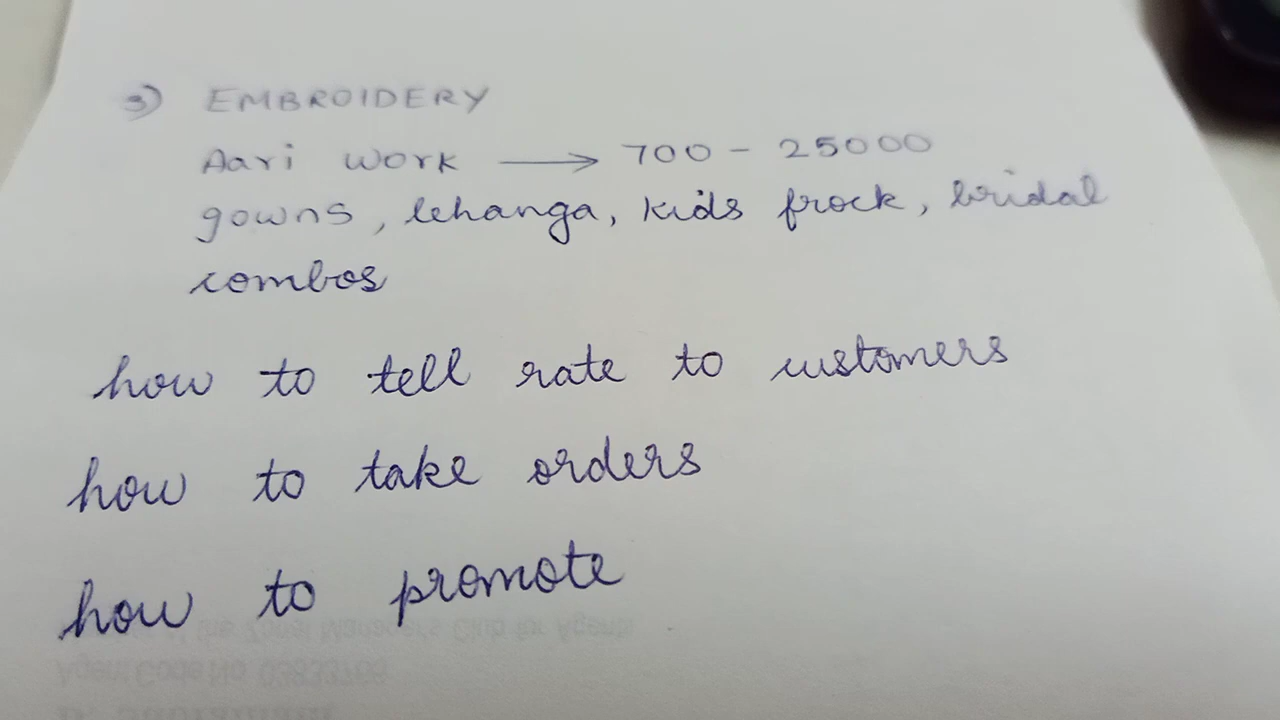 3) EMBROIDERY
Aari work → 700 - 25000
gowns, lehanga, kids frock, bridal
combos
how to tell rate to customers
how to take orders
how to promote